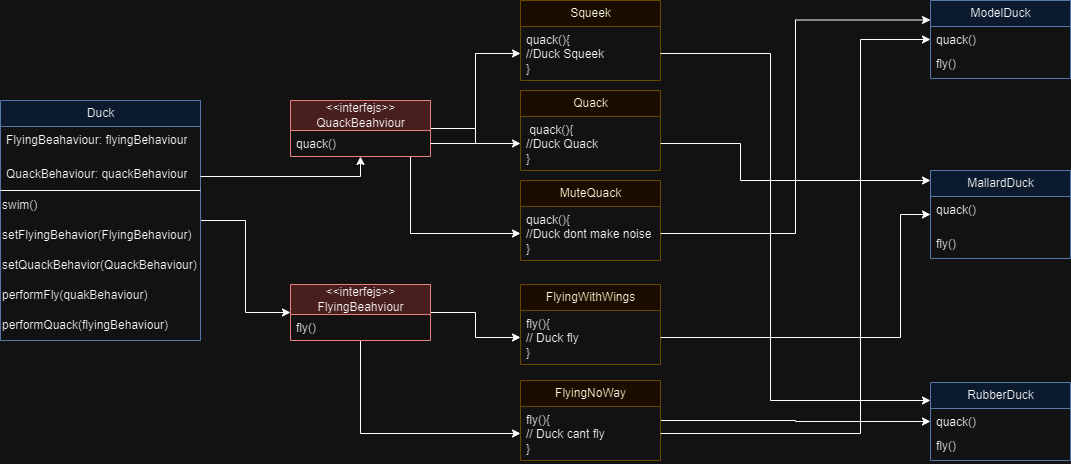 Duck
FlyingBeahaviour: flyingBehaviour
QuackBehaviour: quackBehaviour
swim()
setFlyingBehavior(FlyingBehaviour)
setQuackBehavior(QuackBehaviour)
performFly(quakBehaviour)
performQuack(flyingBehaviour)
<<interfejs>>
QuackBeahviour
quack()
<<interfejs>>
FlyingBeahviour
fly()
Squeek
quack(){
//Duck Squeek
}
Quack
quack(){
//Duck Quack
}
MuteQuack
quack(){
//Duck dont make noise
}
FlyingWithWings
fly(){
// Duck fly
}
FlyingNoWay
fly(){
// Duck cant fly
}
ModelDuck
quack()
fly()
MallardDuck
quack()
fly()
RubberDuck
quack()
fly()